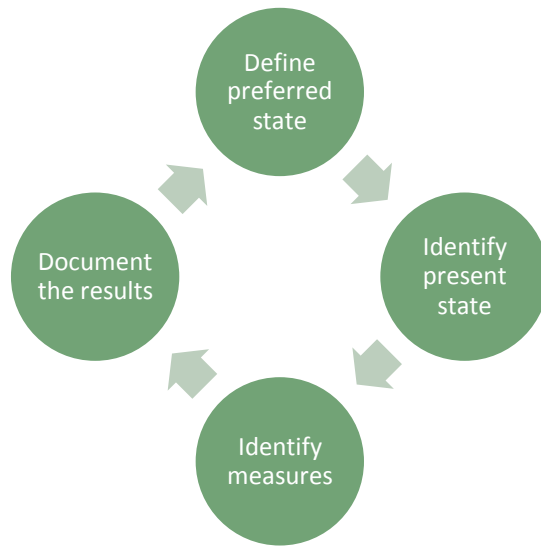 Define
preferred
state
Identify
present
state
Identify
measures
Document
the results